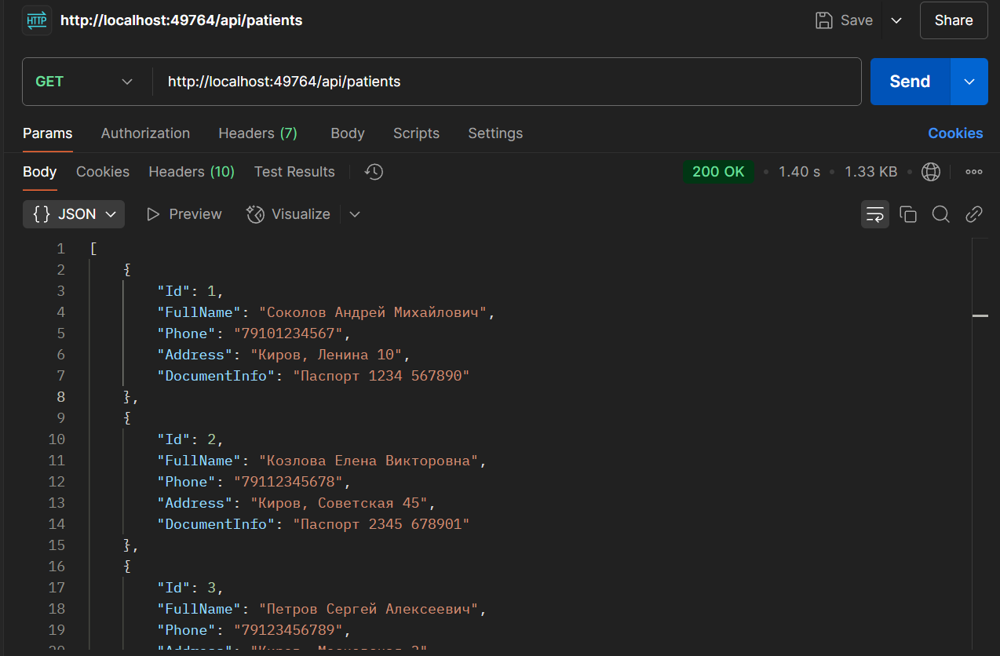 HTTP http://localhost:49764/api/patients Save Share
GET http://localhost:49764/api/patients Send
Params Authorization Headers (7) Body Scripts Settings Cookies
Body Cookies Headers (10) Test Results 200 OK • 1.40 s • 1.33 KB •
{} JSON Preview Visualize
1 [
2 {
3 "Id": 1,
4 "FullName": "Соколов Андрей Михайлович",
5 "Phone": "79101234567",
6 "Address": "Киров, Ленина 10",
7 "DocumentInfo": "Паспорт 1234 567890"
8 },
9 {
10 "Id": 2,
11 "FullName": "Козлова Елена Викторовна",
12 "Phone": "79112345678",
13 "Address": "Киров, Советская 45",
14 "DocumentInfo": "Паспорт 2345 678901"
15 },
16 {
17 "Id": 3,
18 "FullName": "Петров Сергей Алексеевич",
19 "Phone": "79123456789",
20 "Address": "Киров,